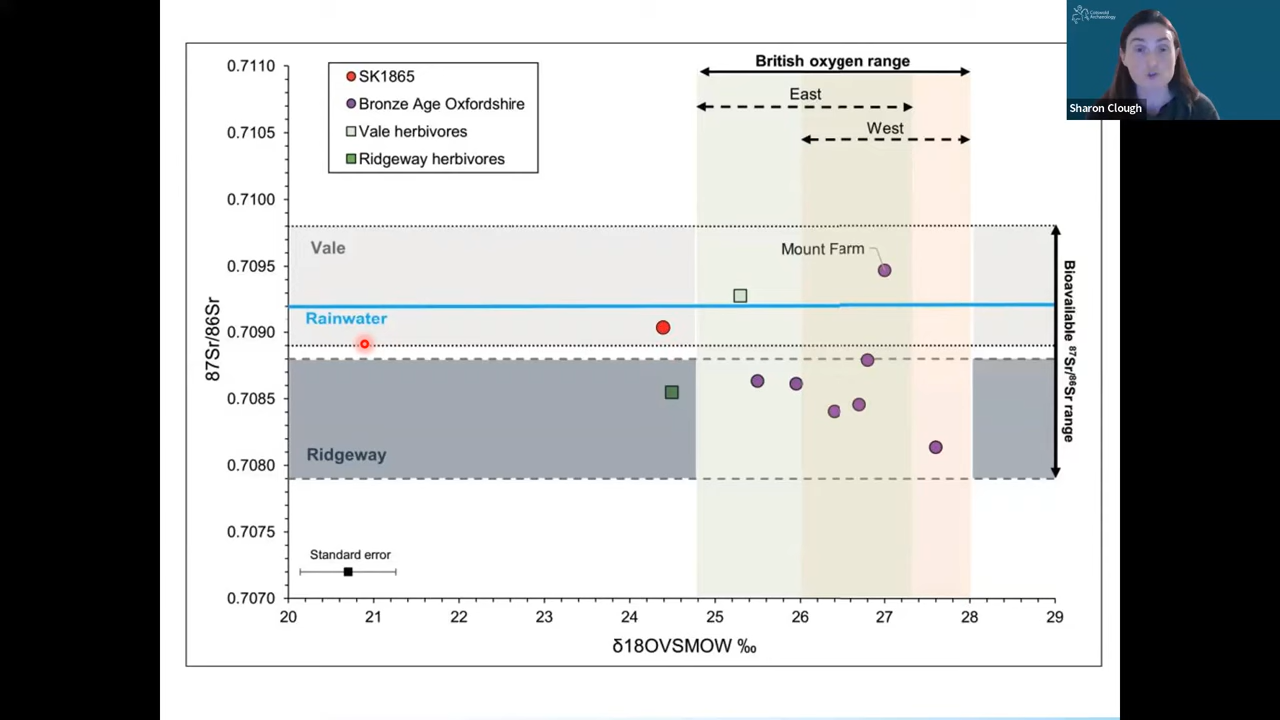 Cotswold
Archaeology
Sharon Clough
British oxygen range
East
West
SK1865
Bronze Age Oxfordshire
Vale herbivores
Ridgeway herbivores
0.7110
0.7105
0.7100
0.7095
0.7090
0.7085
0.7080
0.7075
0.7070
87Sr/86Sr
Vale
Mount Farm
Rainwater
Ridgeway
Bioavailable ⁸⁷Sr/⁸⁶Sr range
Standard error
20 21 22 23 24 25 26 27 28 29
δ18OVSMOW ‰